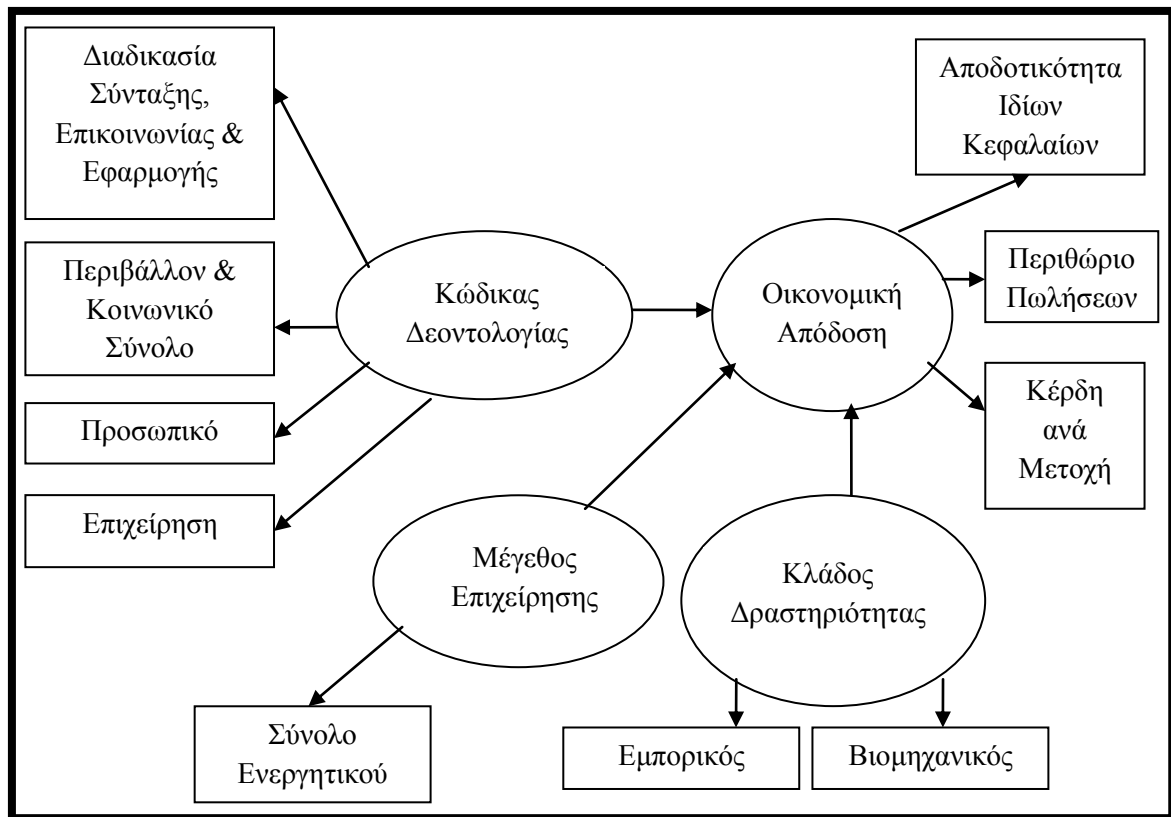 Διαδικασία
Σύνταξης,
Επικοινωνίας &
Εφαρμογής
Αποδοτικότητα
Ιδίων
Κεφαλαίων
Περιβάλλον &
Κοινωνικό
Σύνολο
Κώδικας
Δεοντολογίας
Οικονομική
Απόδοση
Περιθώριο
Πωλήσεων
Προσωπικό
Κέρδη
ανά
Μετοχή
Επιχείρηση
Μέγεθος
Επιχείρησης
Κλάδος
Δραστηριότητας
Σύνολο
Ενεργητικού
Εμπορικός
Βιομηχανικός